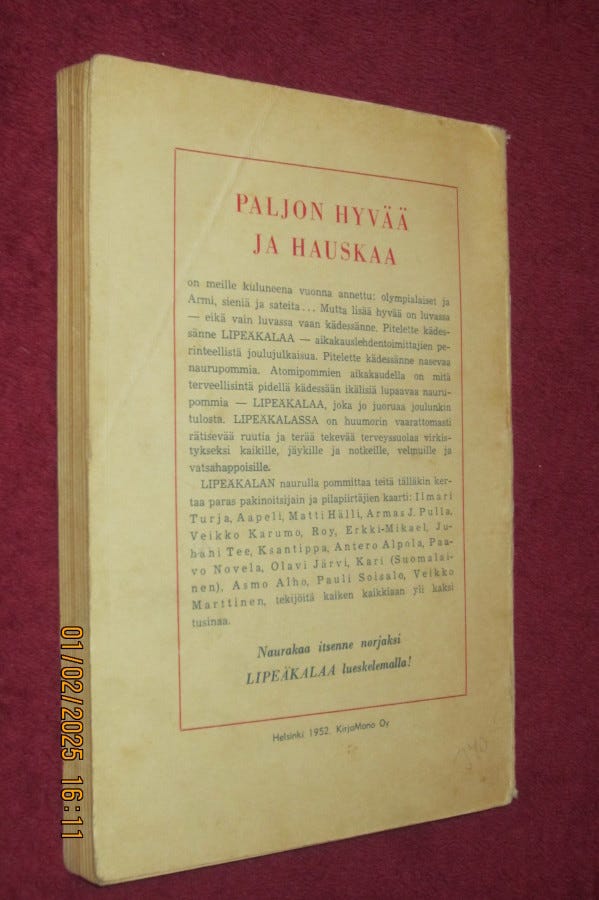 PALJON HYVÄÄ
JA HAUSKAA
on meille kuluneena vuonna annettu: olympialaiset ja
Armi, sieniä ja sateita... Mutta lisää hyvää on luvassa
— eikä vain luvassa vaan kädessänne. Pitelette kädes-
sänne LIPEÄKALAA — aikakauslehdentoimittajien pe-
rinteellistä joulujulkaisua. Pitelette kädessänne nasevaa
naurupommia. Atomipommien aikakaudella on mitä
terveellisintä pidellä kädessään ikälisiä lupaavaa nauru-
pommia — LIPEÄKALAA, joka jo juoruaa joulunkin
tulosta. LIPEÄKALASSA on huumorin vaarattomasti
rätisevää ruutia ja terää tekevää terveyssuolaa virkis-
tykseksi kaikille, jäykille ja notkeille, velmuille ja
vatsahappoisille.
LIPEÄKALAN naurulla pommittaa teitä tälläkin ker-
taa paras pakinoitsijain ja pilapiirtäjien kaarti: Ilmari
Turja, Aapeli, Matti Hälli, Armas J. Pulla,
Veikko Karumo, Roy, Erkki-Mikael, Ju-
hani Tee, Ksantippa, Antero Alpola, Paa-
vo Novela, Olavi Järvi, Kari (Suomalai-
nen), Asmo Alho, Pauli Soisalo, Veikko
Marttinen, tekijöitä kaiken kaikkiaan yli kaksi
tusinaa.
Naurakaa itsenne norjaksi
LIPEÄKALAA lueskelemalla!
Helsinki 1952. KirjaMono Oy
01/02/2025 16:11